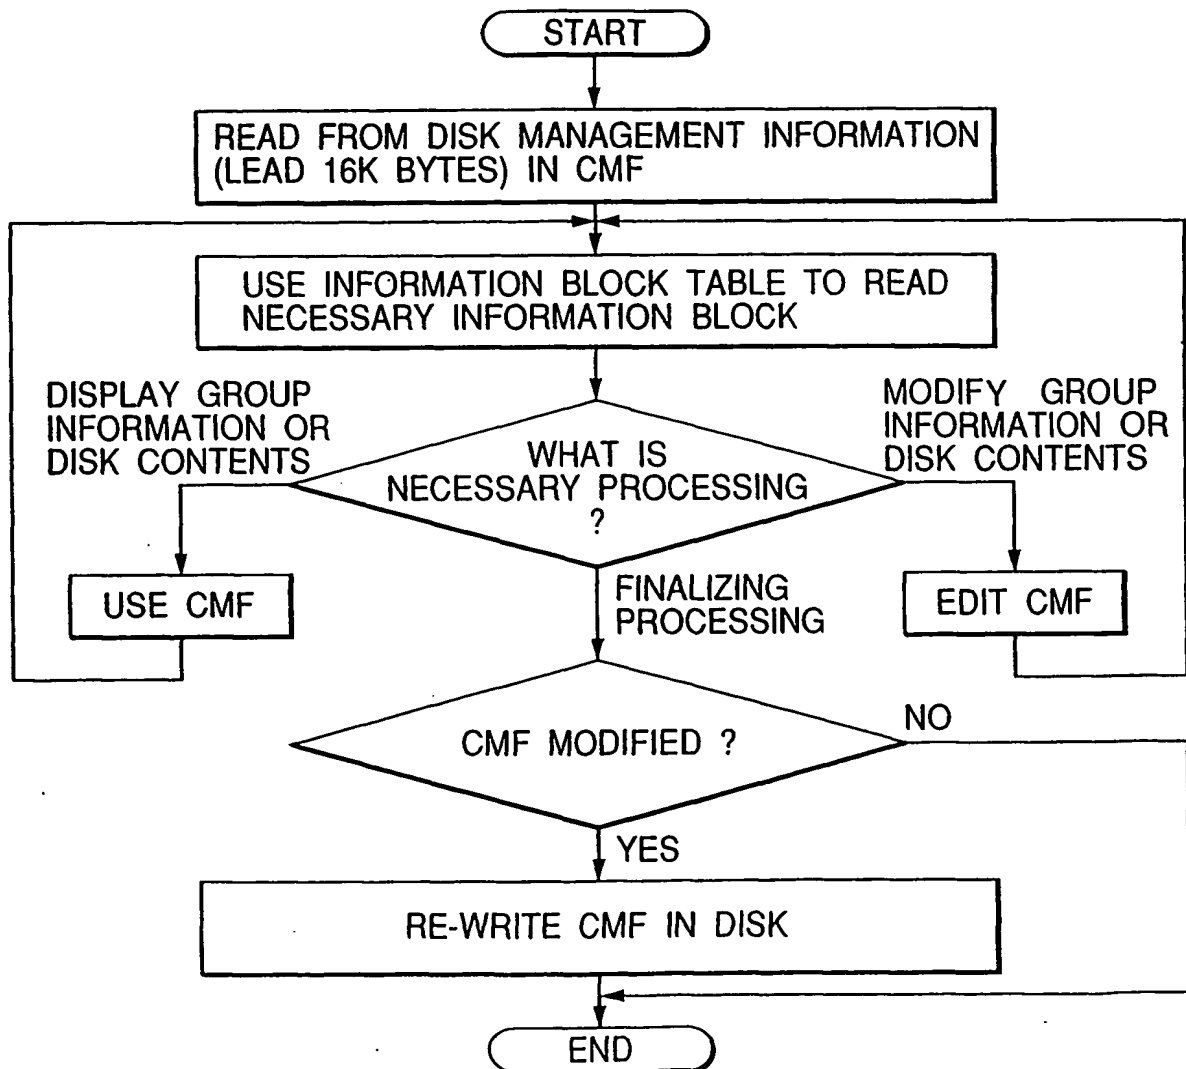 START
READ FROM DISK MANAGEMENT INFORMATION
(LEAD 16K BYTES) IN CMF
USE INFORMATION BLOCK TABLE TO READ
NECESSARY INFORMATION BLOCK
DISPLAY GROUP
INFORMATION OR
DISK CONTENTS
MODIFY GROUP
INFORMATION OR
DISK CONTENTS
WHAT IS
NECESSARY PROCESSING
?
USE CMF
FINALIZING
PROCESSING
EDIT CMF
CMF MODIFIED ?
NO
YES
RE-WRITE CMF IN DISK
END